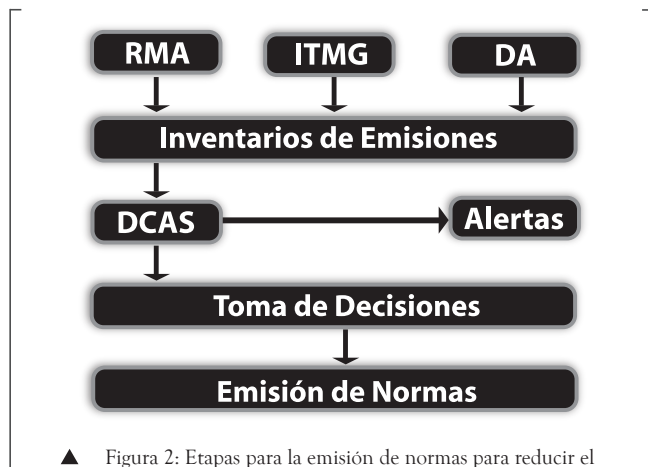 RMA ITMG DA
Inventarios de Emisiones
DCAS Alertas
Toma de Decisiones
Emisión de Normas
▲ Figura 2: Etapas para la emisión de normas para reducir el